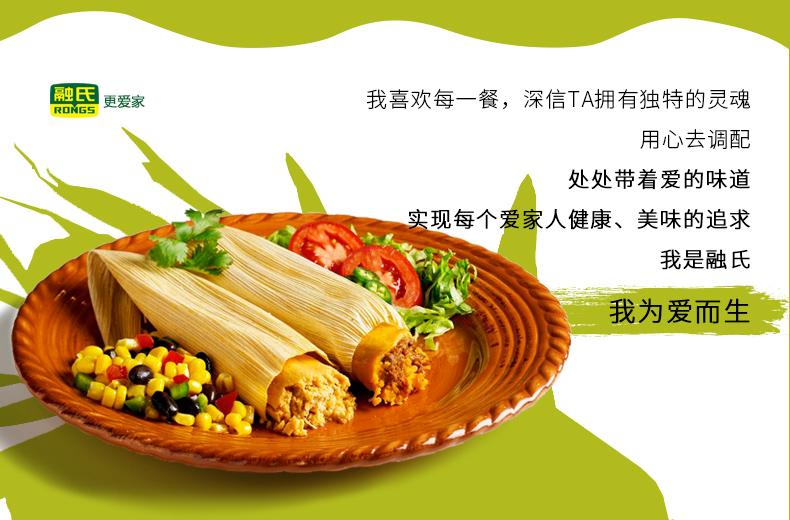 融氏
RONGS
更爱家
我喜欢每一餐，深信TA拥有独特的灵魂
用心去调配
处处带着爱的味道
实现每个爱家人健康、美味的追求
我是融氏
我为爱而生